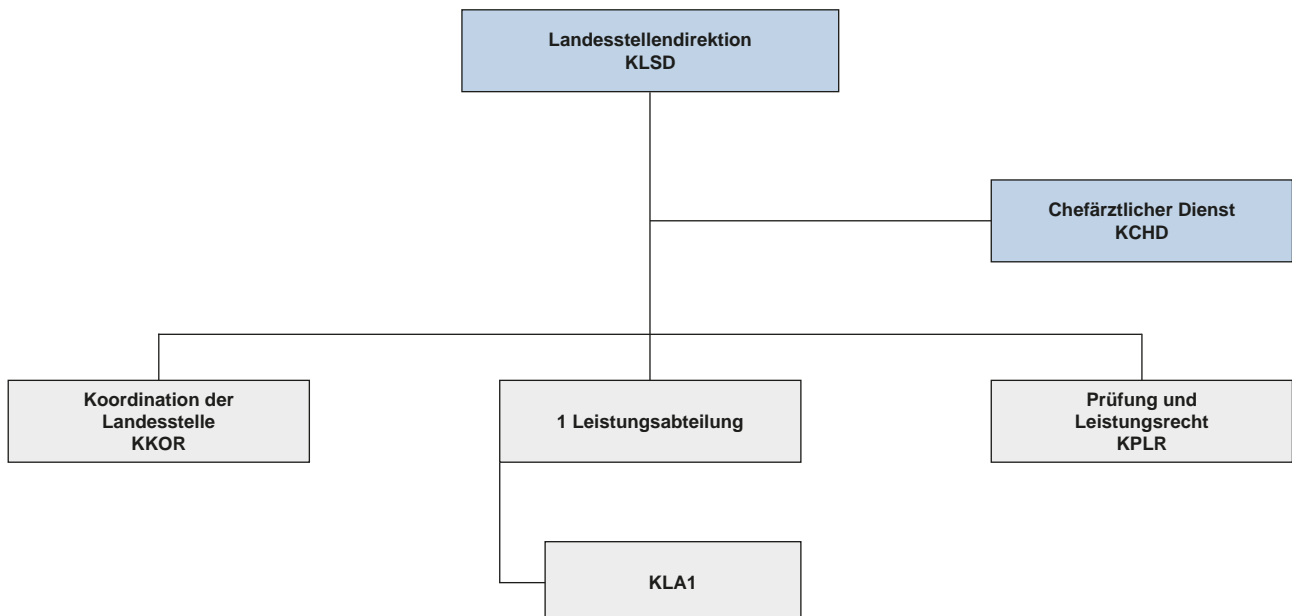 Landesstellendirektion
KLSD
Chefärztlicher Dienst
KCHD
Koordination der
Landesstelle
KKOR
1 Leistungsabteilung
Prüfung und
Leistungsrecht
KPLR
KLA1